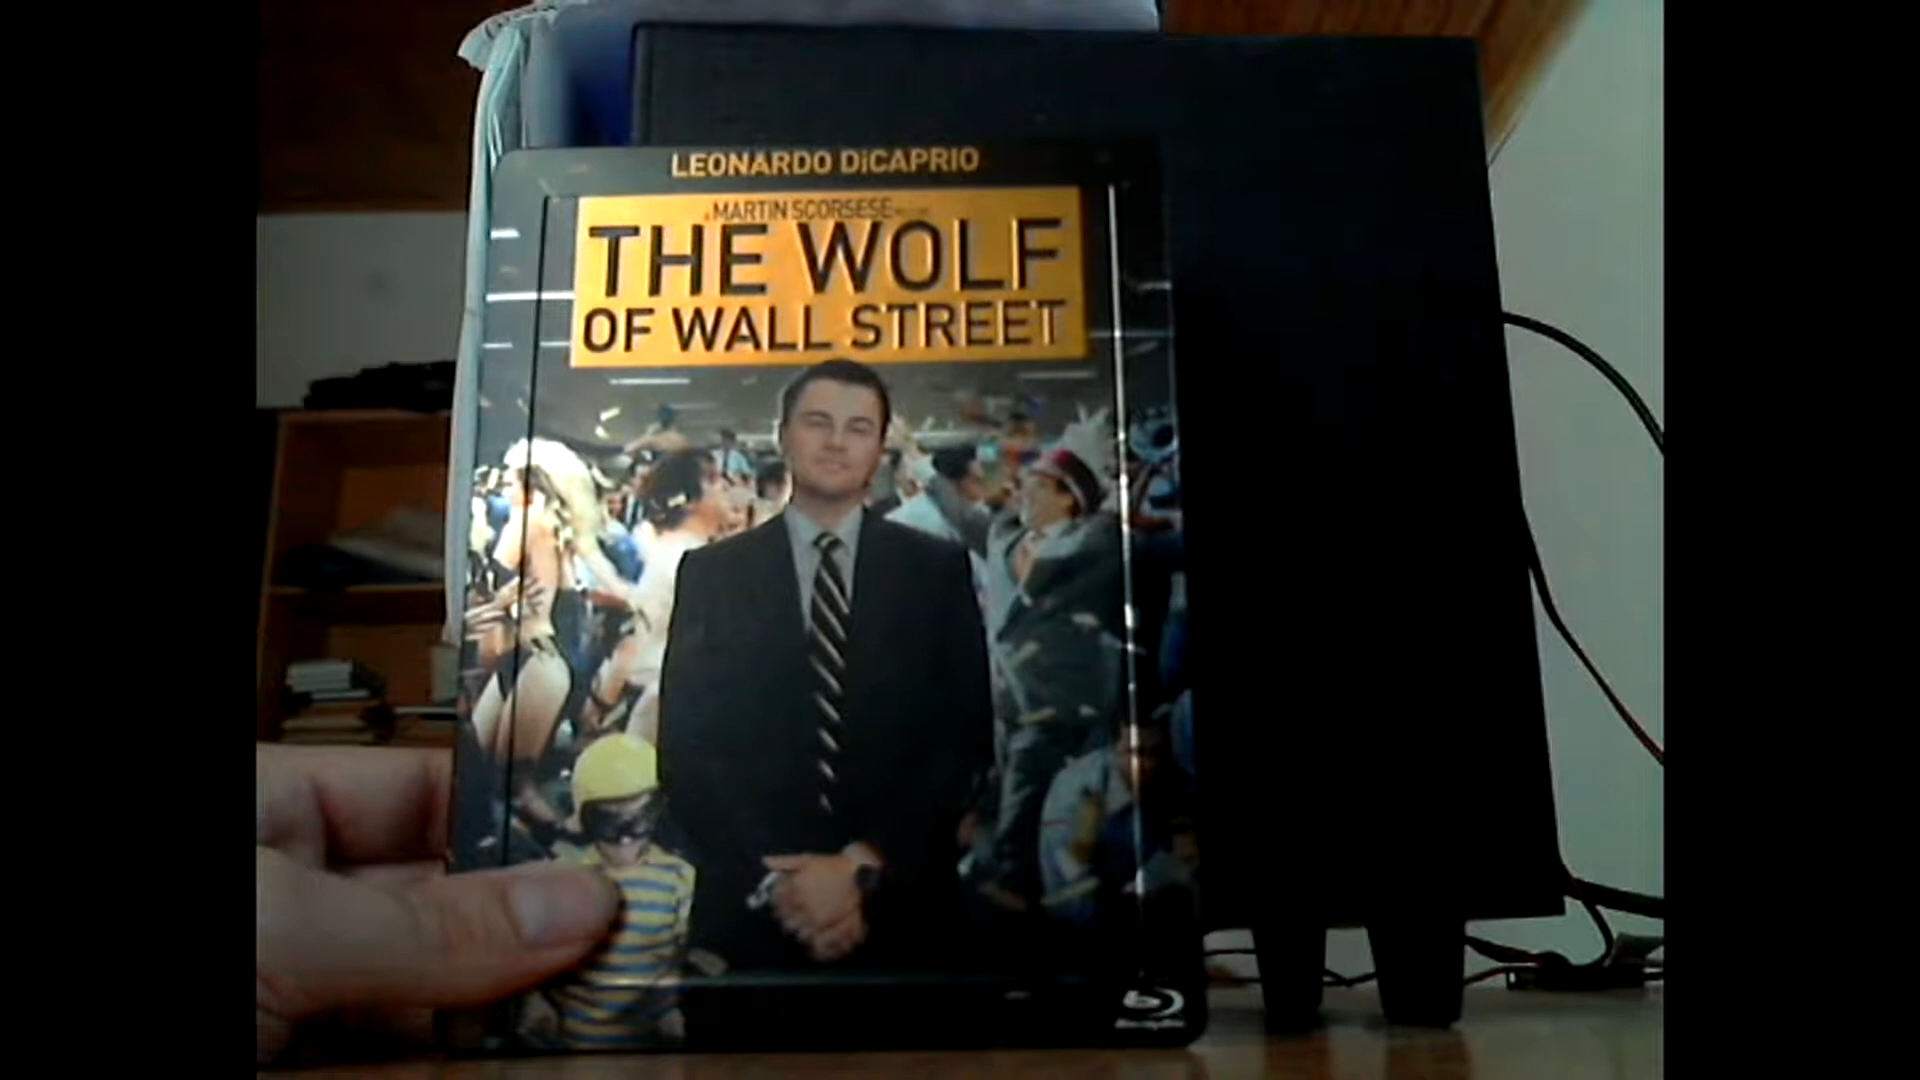 LEONARDO DiCAPRIO
A MARTIN SCORSESE
THE WOLF
OF WALL STREET